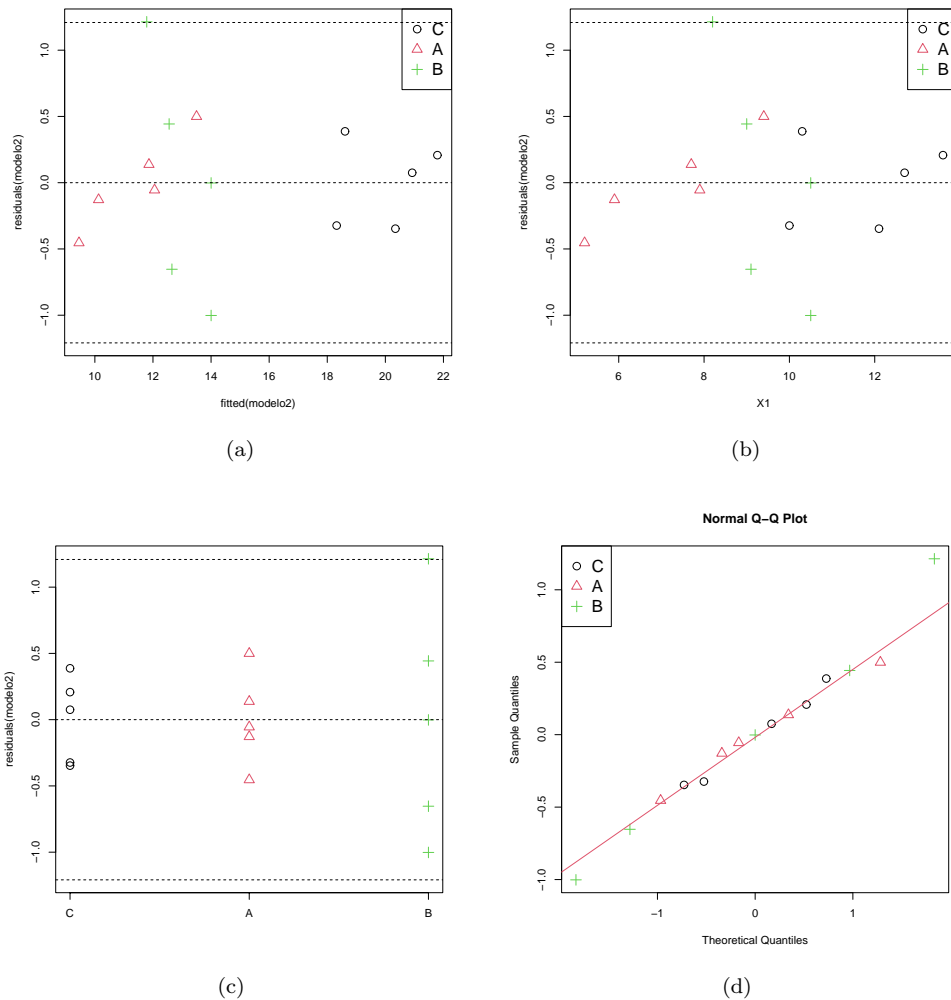 C
A
B
residuals(modelo2)
−1.0 −0.5 0.0 0.5 1.0
10 12 14 16 18 20 22
fitted(modelo2)
(a)
C
A
B
residuals(modelo2)
−1.0 −0.5 0.0 0.5 1.0
6 8 10 12
X1
(b)
residuals(modelo2)
−1.0 −0.5 0.0 0.5 1.0
C A B
(c)
Normal Q−Q Plot
C
A
B
Sample Quantiles
−1.0 −0.5 0.0 0.5 1.0
−1 0 1
Theoretical Quantiles
(d)